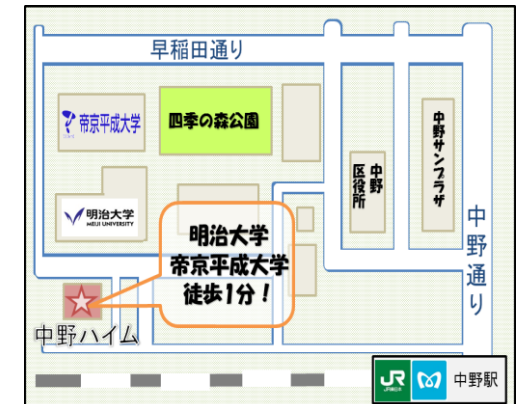 早稲田通り
帝京平成大学
四季の森公園
中野サンプラザ
中野
区役所
明治大学
MEIJI UNIVERSITY
中野通り
明治大学
帝京平成大学
徒歩1分！
中野ハイム
JR
中野駅